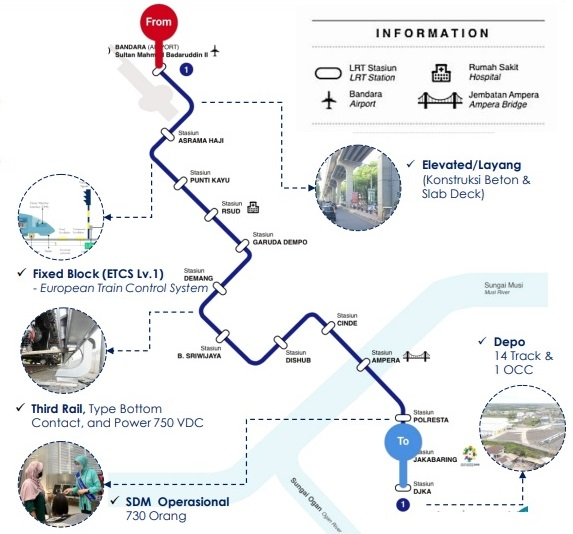 From
BANDARA (AIRPORT)
Sultan Mahmud Badaruddin II
1
INFORMATION
LRT Stasiun
LRT Station
Rumah Sakit
Hospital
Bandara
Airport
Jembatan Ampera
Ampera Bridge
Stasiun
ASRAMA HAJI
Elevated/Layang
(Konstruksi Beton &
Slab Deck)
Stasiun
PUNTI KAYU
Stasiun
RSUD
Stasiun
GARUDA DEMPO
Fixed Block (ETCS Lv.1)
- European Train Control System
Stasiun
DEMANG
Sungai Musi
Musi River
Stasiun
CINDE
Stasiun
B. SRIWIJAYA
Stasiun
DISHUB
Stasiun
AMPERA
Depo
14 Track &
1 OCC
Third Rail, Type Bottom
Contact, and Power 750 VDC
Stasiun
POLRESTA
To
Stasiun
JAKABARING
Stasiun
DJKA
1
SDM Operasional
730 Orang
Sungai Ogan
Ogan River